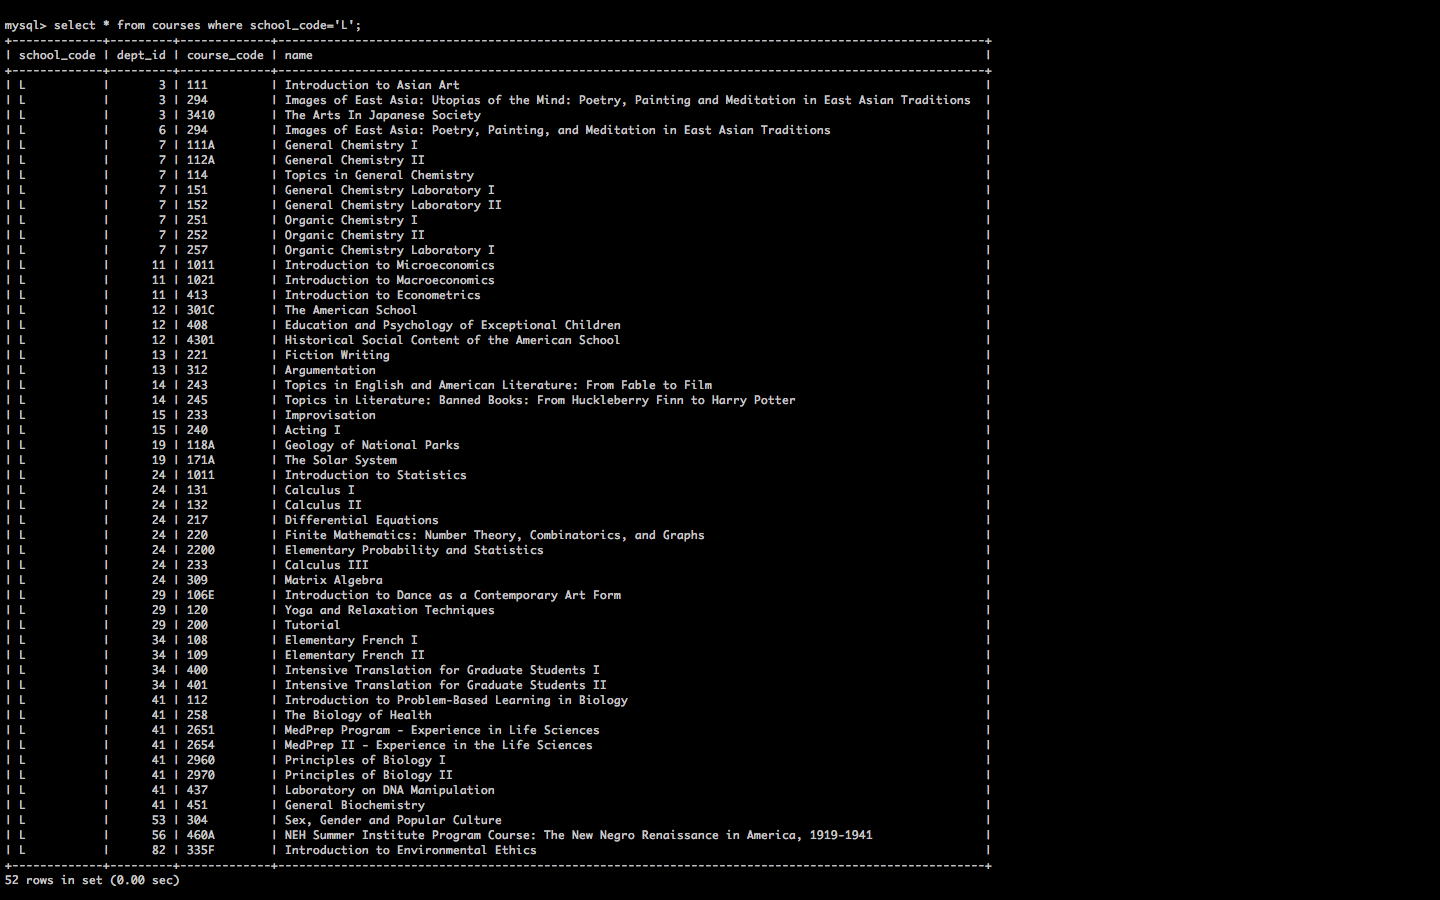 mysql> select * from courses where school_code='L';
+-------------+---------+-------------+-----------------------------------------------------------------------------------------------------+
| school_code | dept_id | course_code | name                                                                                                |
+-------------+---------+-------------+-----------------------------------------------------------------------------------------------------+
| L           |       3 | 111         | Introduction to Asian Art                                                                           |
| L           |       3 | 294         | Images of East Asia: Utopias of the Mind: Poetry, Painting and Meditation in East Asian Traditions  |
| L           |       3 | 3410        | The Arts In Japanese Society                                                                        |
| L           |       6 | 294         | Images of East Asia: Poetry, Painting, and Meditation in East Asian Traditions                      |
| L           |       7 | 111A        | General Chemistry I                                                                                 |
| L           |       7 | 112A        | General Chemistry II                                                                                |
| L           |       7 | 114         | Topics in General Chemistry                                                                         |
| L           |       7 | 151         | General Chemistry Laboratory I                                                                      |
| L           |       7 | 152         | General Chemistry Laboratory II                                                                     |
| L           |       7 | 251         | Organic Chemistry I                                                                                 |
| L           |       7 | 252         | Organic Chemistry II                                                                                |
| L           |       7 | 257         | Organic Chemistry Laboratory I                                                                      |
| L           |      11 | 1011        | Introduction to Microeconomics                                                                      |
| L           |      11 | 1021        | Introduction to Macroeconomics                                                                      |
| L           |      11 | 413         | Introduction to Econometrics                                                                        |
| L           |      12 | 301C        | The American School                                                                                 |
| L           |      12 | 408         | Education and Psychology of Exceptional Children                                                    |
| L           |      12 | 4301        | Historical Social Content of the American School                                                    |
| L           |      13 | 221         | Fiction Writing                                                                                     |
| L           |      13 | 312         | Argumentation                                                                                       |
| L           |      14 | 243         | Topics in English and American Literature: From Fable to Film                                       |
| L           |      14 | 245         | Topics in Literature: Banned Books: From Huckleberry Finn to Harry Potter                           |
| L           |      15 | 233         | Improvisation                                                                                       |
| L           |      15 | 240         | Acting I                                                                                            |
| L           |      19 | 118A        | Geology of National Parks                                                                           |
| L           |      19 | 171A        | The Solar System                                                                                    |
| L           |      24 | 1011        | Introduction to Statistics                                                                          |
| L           |      24 | 131         | Calculus I                                                                                          |
| L           |      24 | 132         | Calculus II                                                                                         |
| L           |      24 | 217         | Differential Equations                                                                              |
| L           |      24 | 220         | Finite Mathematics: Number Theory, Combinatorics, and Graphs                                        |
| L           |      24 | 2200        | Elementary Probability and Statistics                                                               |
| L           |      24 | 233         | Calculus III                                                                                        |
| L           |      24 | 309         | Matrix Algebra                                                                                      |
| L           |      29 | 106E        | Introduction to Dance as a Contemporary Art Form                                                    |
| L           |      29 | 120         | Yoga and Relaxation Techniques                                                                      |
| L           |      29 | 200         | Tutorial                                                                                            |
| L           |      34 | 108         | Elementary French I                                                                                 |
| L           |      34 | 109         | Elementary French II                                                                                |
| L           |      34 | 400         | Intensive Translation for Graduate Students I                                                       |
| L           |      34 | 401         | Intensive Translation for Graduate Students II                                                      |
| L           |      41 | 112         | Introduction to Problem-Based Learning in Biology                                                   |
| L           |      41 | 258         | The Biology of Health                                                                               |
| L           |      41 | 2651        | MedPrep Program - Experience in Life Sciences                                                       |
| L           |      41 | 2654        | MedPrep II - Experience in the Life Sciences                                                        |
| L           |      41 | 2960        | Principles of Biology I                                                                             |
| L           |      41 | 2970        | Principles of Biology II                                                                            |
| L           |      41 | 437         | Laboratory on DNA Manipulation                                                                      |
| L           |      41 | 451         | General Biochemistry                                                                                |
| L           |      53 | 304         | Sex, Gender and Popular Culture                                                                     |
| L           |      56 | 460A        | NEH Summer Institute Program Course: The New Negro Renaissance in America, 1919-1941                |
| L           |      82 | 335F        | Introduction to Environmental Ethics                                                                |
+-------------+---------+-------------+-----------------------------------------------------------------------------------------------------+
52 rows in set (0.00 sec)